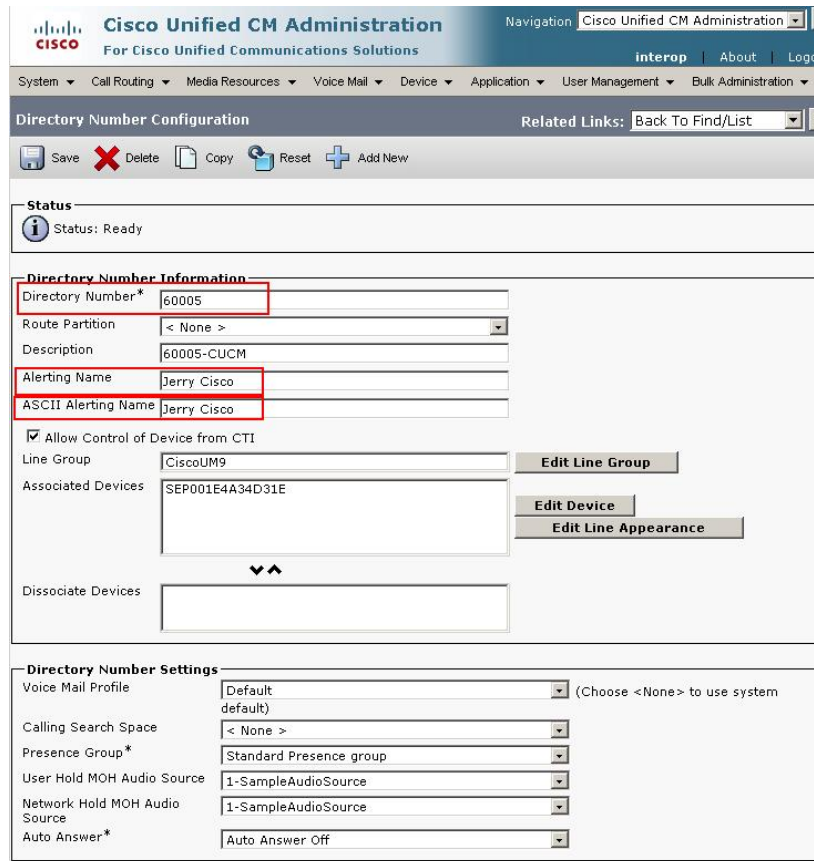 cisco
Cisco Unified CM Administration
For Cisco Unified Communications Solutions
Navigation Cisco Unified CM Administration
interop | About | Logo
System Call Routing Media Resources Voice Mail Device Application User Management Bulk Administration
Directory Number Configuration
Related Links: Back To Find/List
Save Delete Copy Reset Add New
Status
i Status: Ready
Directory Number Information
Directory Number* 60005
Route Partition < None >
Description 60005-CUCM
Alerting Name Jerry Cisco
ASCII Alerting Name Jerry Cisco
Allow Control of Device from CTI
Line Group CiscoUM9 Edit Line Group
Associated Devices SEP001E4A34D31E
Edit Device
Edit Line Appearance
Dissociate Devices
Directory Number Settings
Voice Mail Profile Default (Choose <None> to use system
default)
Calling Search Space < None >
Presence Group* Standard Presence group
User Hold MOH Audio Source 1-SampleAudioSource
Network Hold MOH Audio
Source 1-SampleAudioSource
Auto Answer* Auto Answer Off